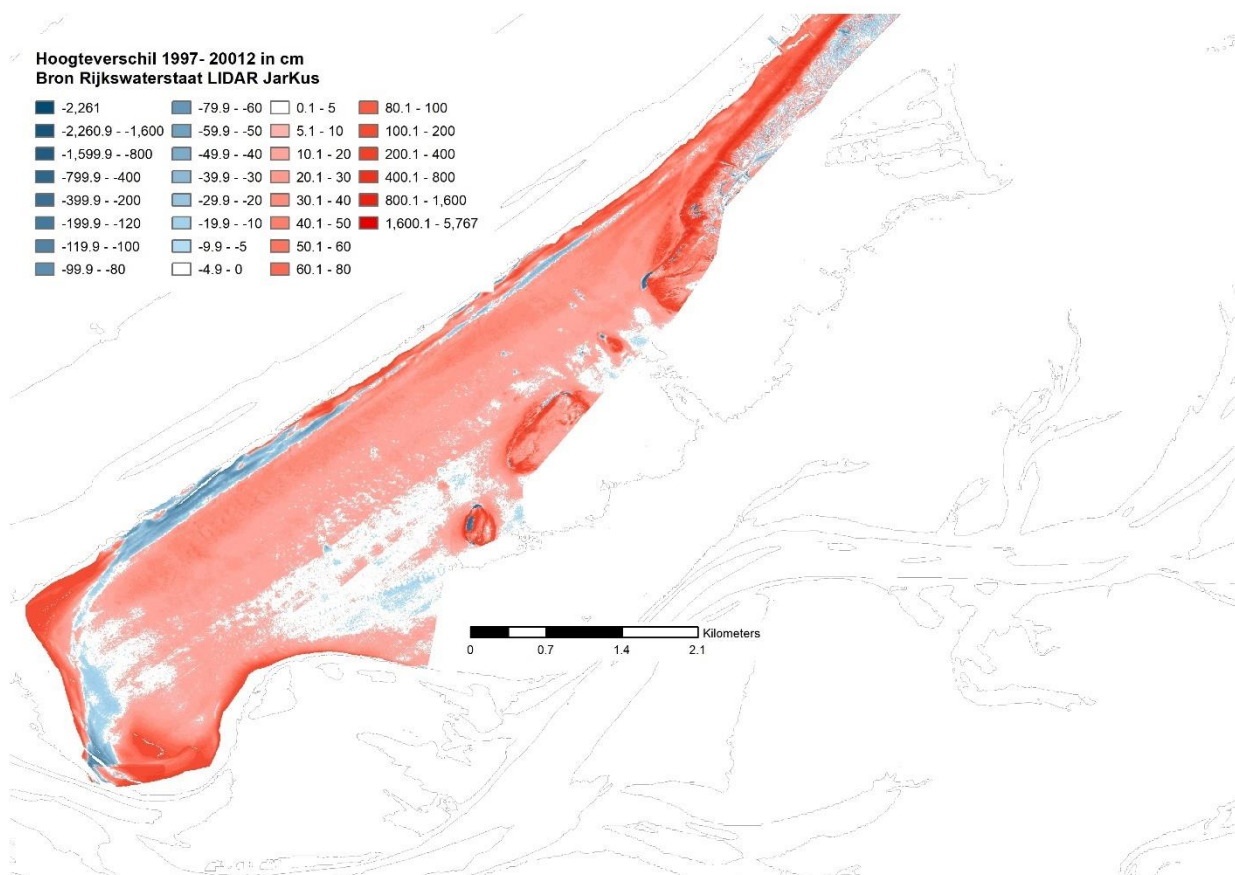 Hoogteverschil 1997- 20012 in cm
Bron Rijkswaterstaat LIDAR JarKus
-2,261
-2,260.9 - -1,600
-1,599.9 - -800
-799.9 - -400
-399.9 - -200
-199.9 - -120
-119.9 - -100
-99.9 - -80
-79.9 - -60
-59.9 - -50
-49.9 - -40
-39.9 - -30
-29.9 - -20
-19.9 - -10
-9.9 - -5
-4.9 - 0
0.1 - 5
5.1 - 10
10.1 - 20
20.1 - 30
30.1 - 40
40.1 - 50
50.1 - 60
60.1 - 80
80.1 - 100
100.1 - 200
200.1 - 400
400.1 - 800
800.1 - 1,600
1,600.1 - 5,767
Kilometers
0 0.7 1.4 2.1